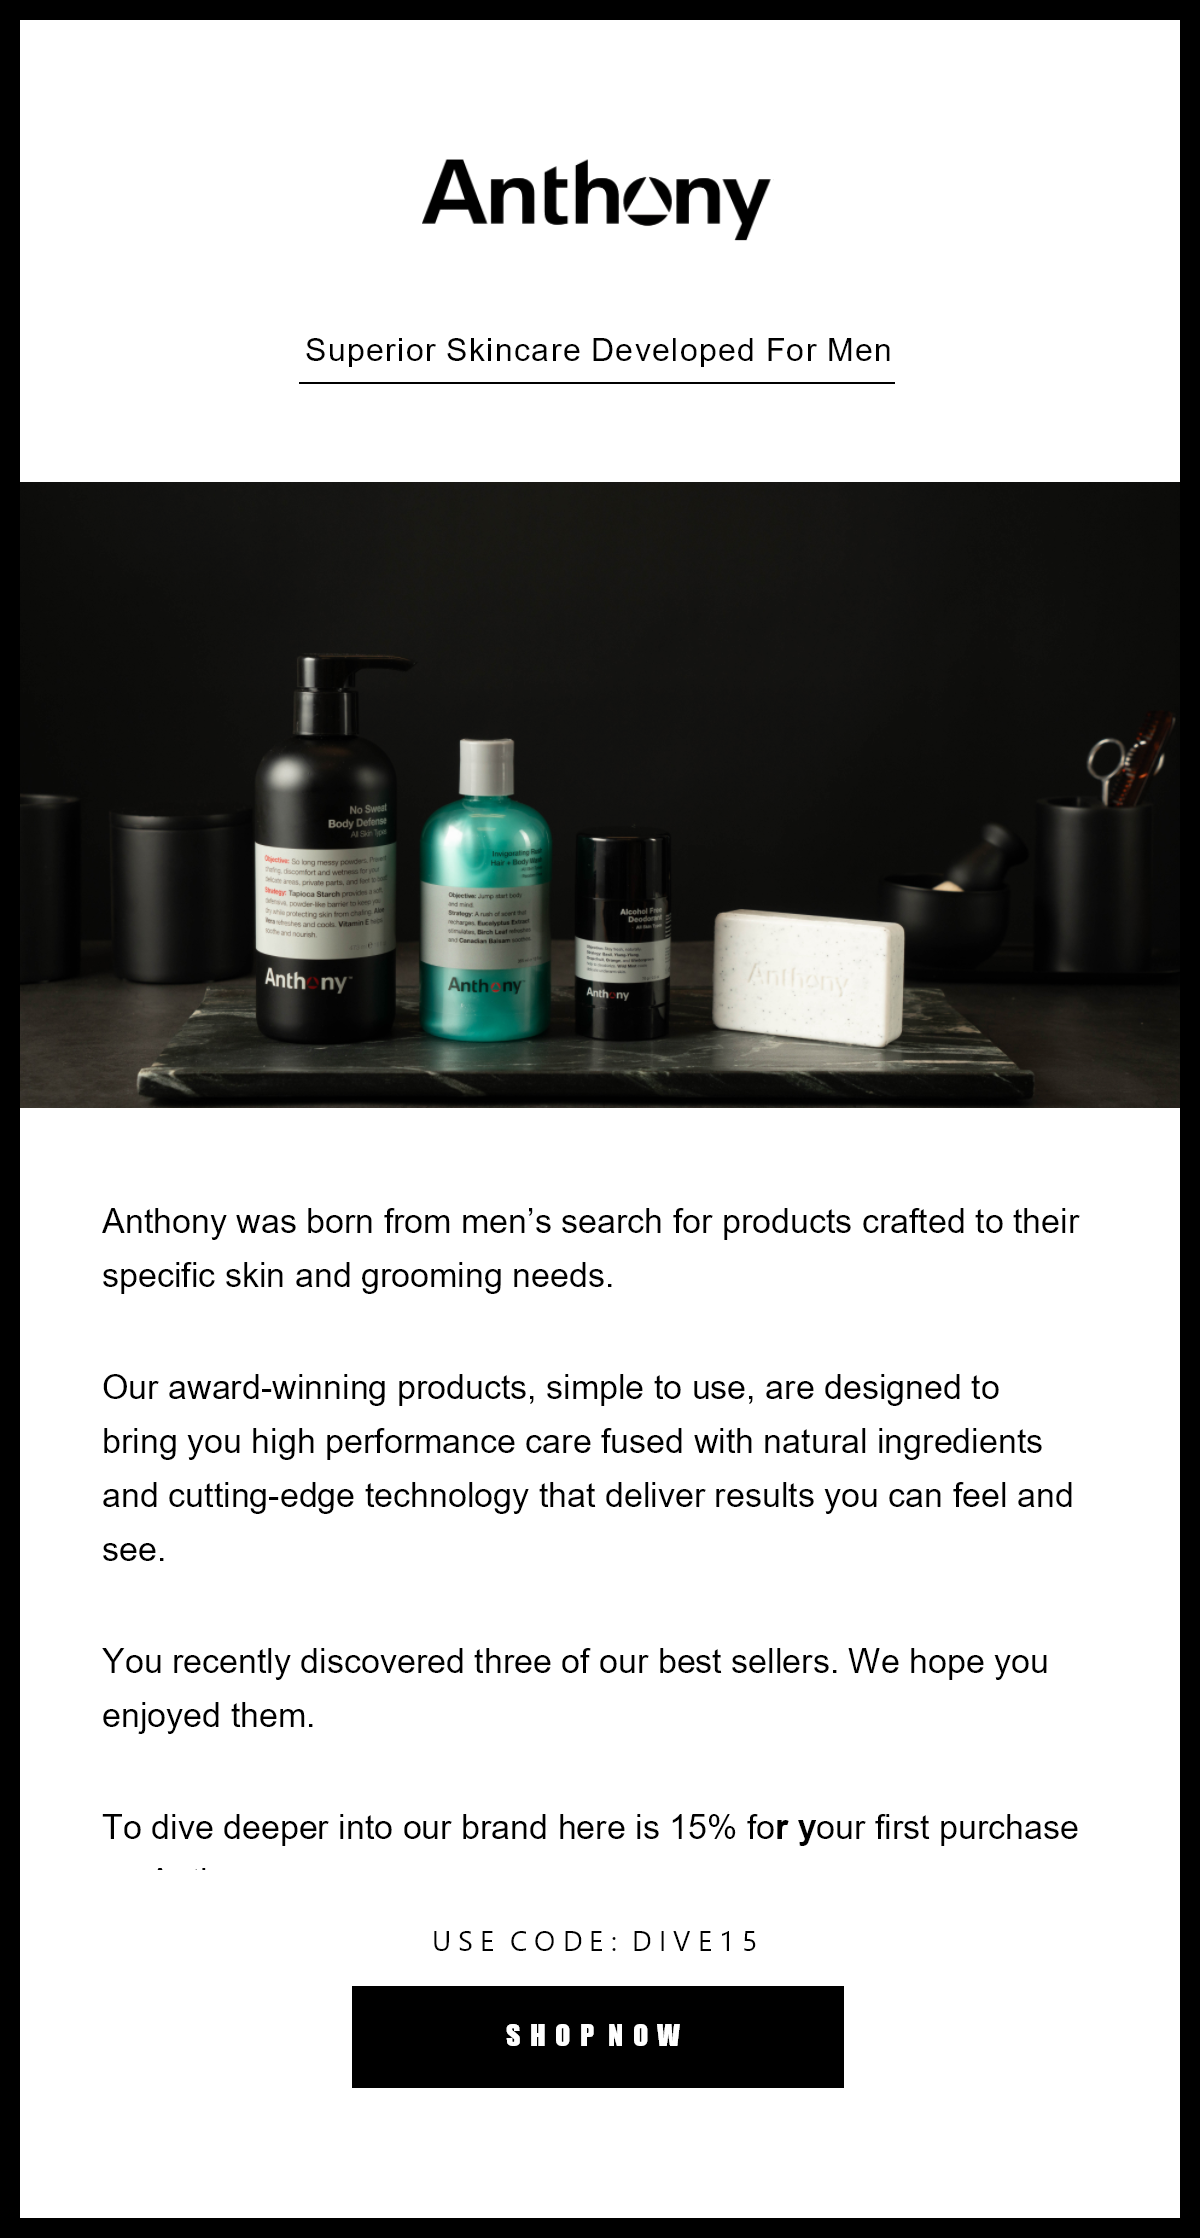 Anthony
Superior Skincare Developed For Men
No Sweat
Body Defense
All Skin Types
Objective: So long messy powders. Prevent
chafing, discomfort and wetness for your
delicate areas, private parts, and feet to boot!
Strategy: Tapioca Starch provides a soft,
defensive, powder-like barrier to keep you
dry while protecting skin from chafing. Aloe
Vera refreshes and cools. Vitamin E heals,
soothe and nourish.
Anthony™
Invigorating Rush
Hair + Body Wash
Objective: Jump start body
and mind.
Strategy: A rush of scent that
recharges. Eucalyptus Extract
stimulates, Birch Leaf refreshes
and Canadian Balsam soothes.
Anthony
Alcohol Free
Deodorant
All Skin Types
Anthony
Anthony
Anthony was born from men’s search for products crafted to their
specific skin and grooming needs.
Our award-winning products, simple to use, are designed to
bring you high performance care fused with natural ingredients
and cutting-edge technology that deliver results you can feel and
see.
You recently discovered three of our best sellers. We hope you
enjoyed them.
To dive deeper into our brand here is 15% for your first purchase
USE CODE: DIVE15
SHOP NOW